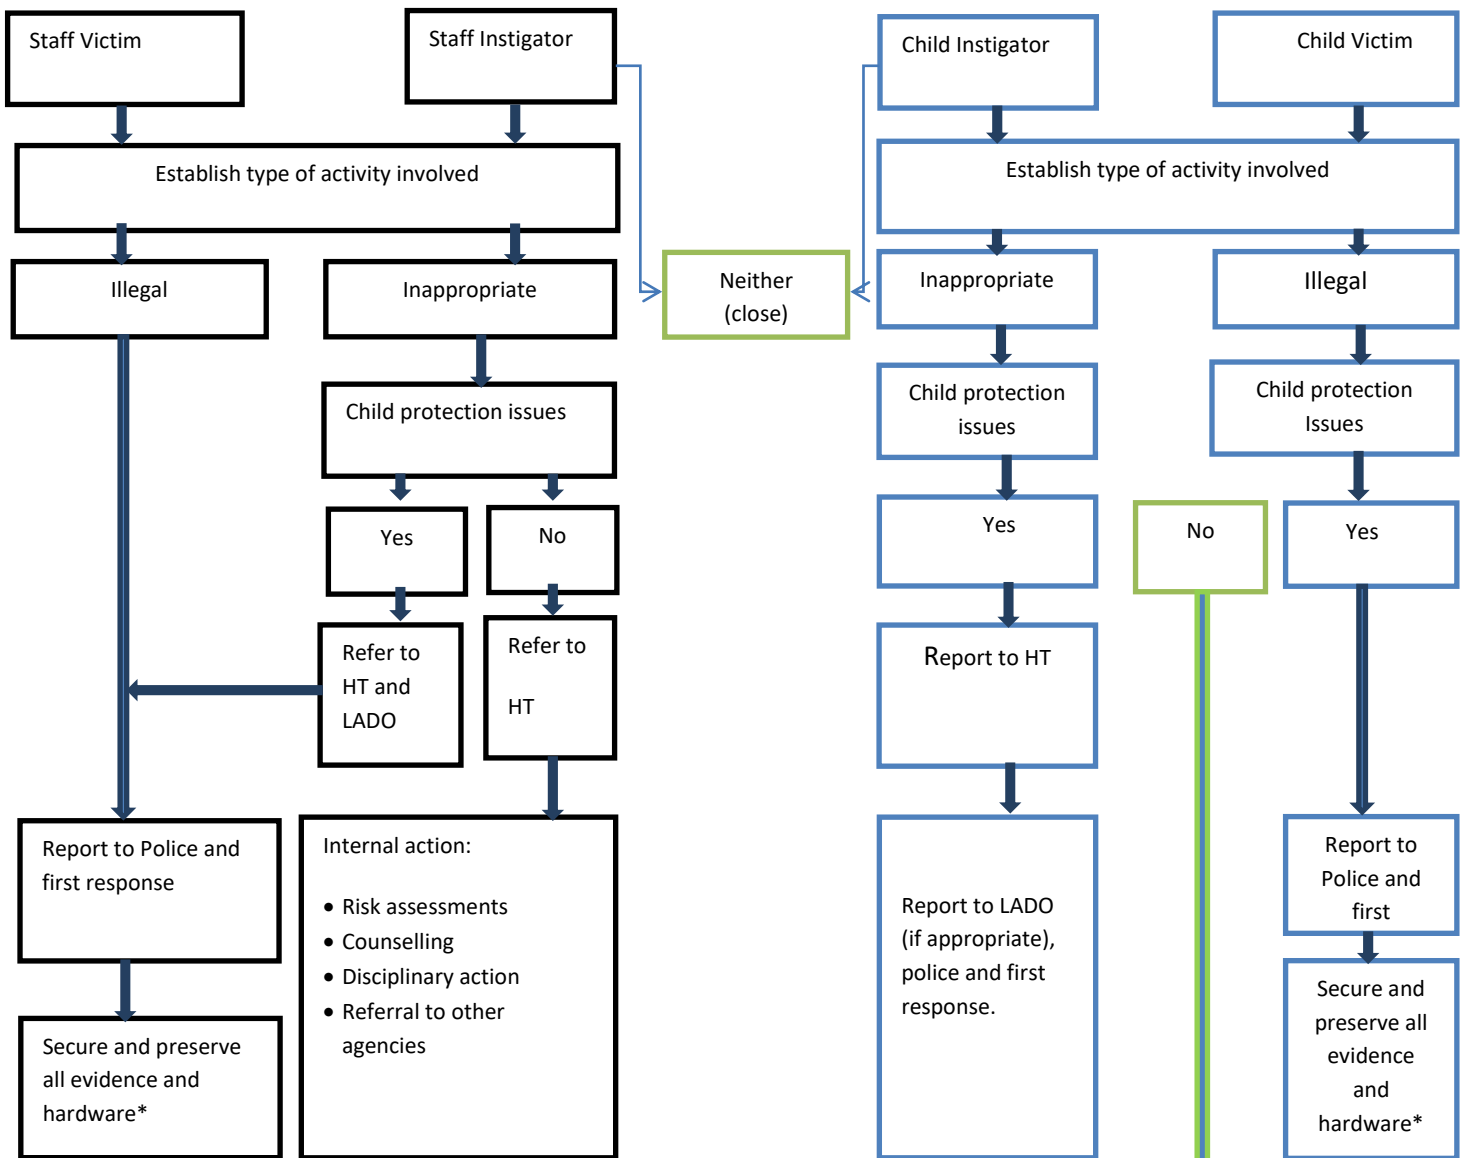 Staff Victim
Staff Instigator
Child Instigator
Child Victim
Establish type of activity involved
Establish type of activity involved
Illegal
Inappropriate
Neither
(close)
Inappropriate
Illegal
Child protection issues
Child protection
issues
Child protection
Issues
Yes
No
Yes
No
Yes
Refer to
HT and
LADO
Refer to
HT
Report to HT
Report to Police and
first response
Internal action:
• Risk assessments
• Counselling
• Disciplinary action
• Referral to other
agencies
Report to LADO
(if appropriate),
police and first
response.
Report to
Police and
first
Secure and preserve
all evidence and
hardware*
Secure and
preserve all
evidence
and
hardware*